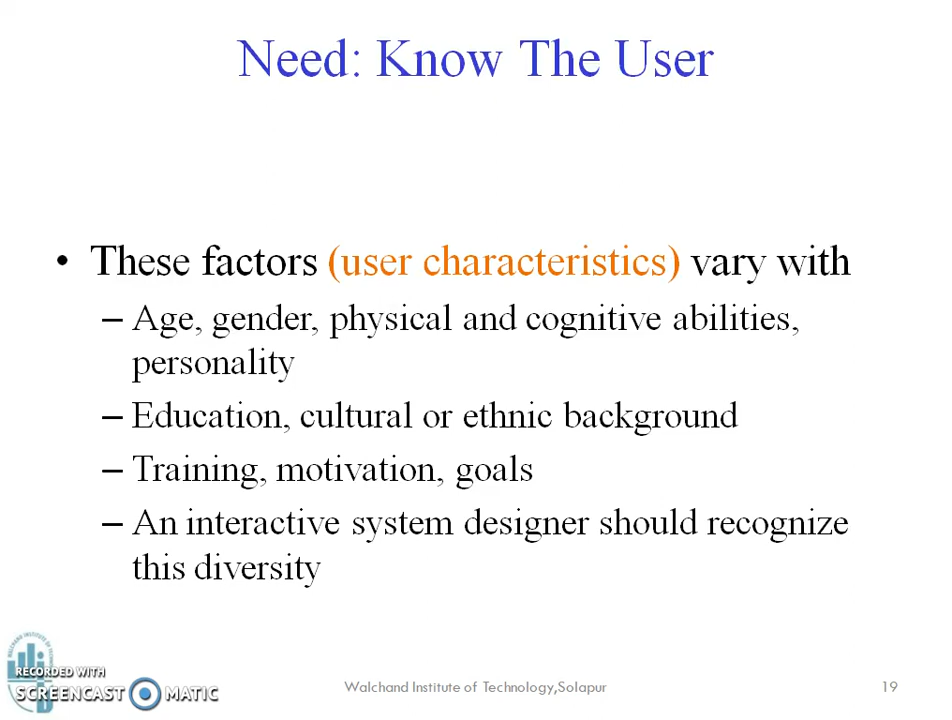 Need: Know The User
• These factors (user characteristics) vary with
– Age, gender, physical and cognitive abilities,
personality
– Education, cultural or ethnic background
– Training, motivation, goals
– An interactive system designer should recognize
this diversity
RECORDED WITH
SCREENCAST MATIC
Walchand Institute of Technology,Solapur
19